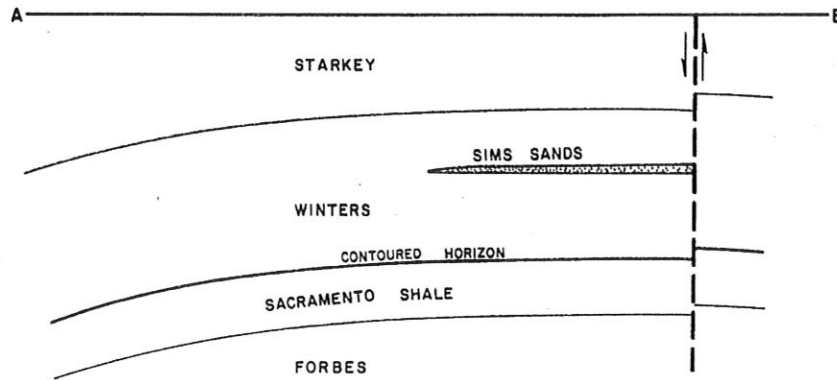 A B
STARKEY
SIMS SANDS
WINTERS
CONTOURED HORIZON
SACRAMENTO SHALE
FORBES